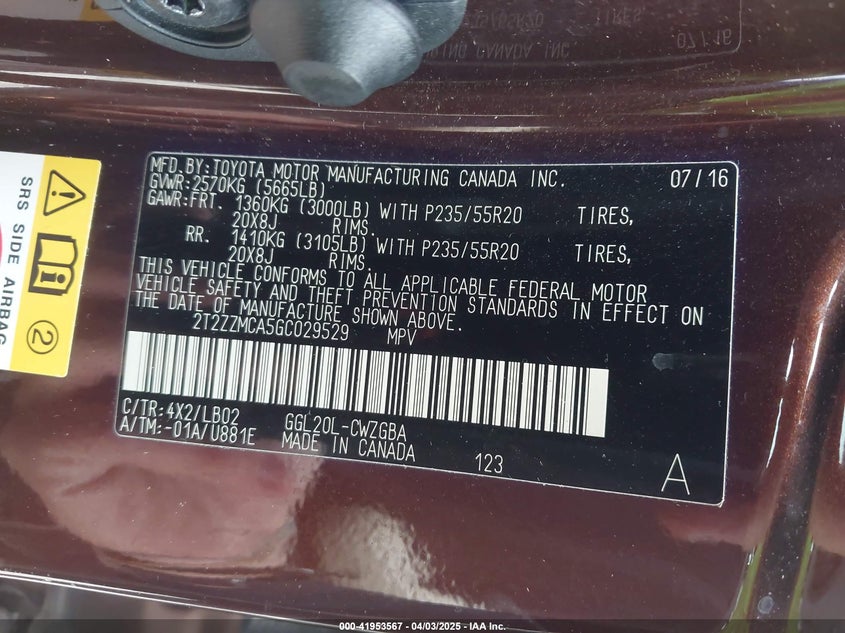 MFD.BY:TOYOTA MOTOR MANUFACTURING CANADA INC. 07/16
GVWR:2570KG (5665LB)
GAWR:FRT. 1360KG (3000LB) WITH P235/55R20 TIRES,
20X8J RIMS.
RR. 1410KG (3105LB) WITH P235/55R20 TIRES,
20X8J RIMS.
THIS VEHICLE CONFORMS TO ALL APPLICABLE FEDERAL MOTOR
VEHICLE SAFETY AND THEFT PREVENTION STANDARDS IN EFFECT ON
THE DATE OF MANUFACTURE SHOWN ABOVE.
2T2ZZMCA5GC029529 MPV
C/TR:4X2/LB02 GGL20L-CWZGBA
A/TM:-01A/U881E MADE IN CANADA 123
A
SRS SIDE AIRBAG
2
000-41953567 - 04/03/2025 - IAA Inc.